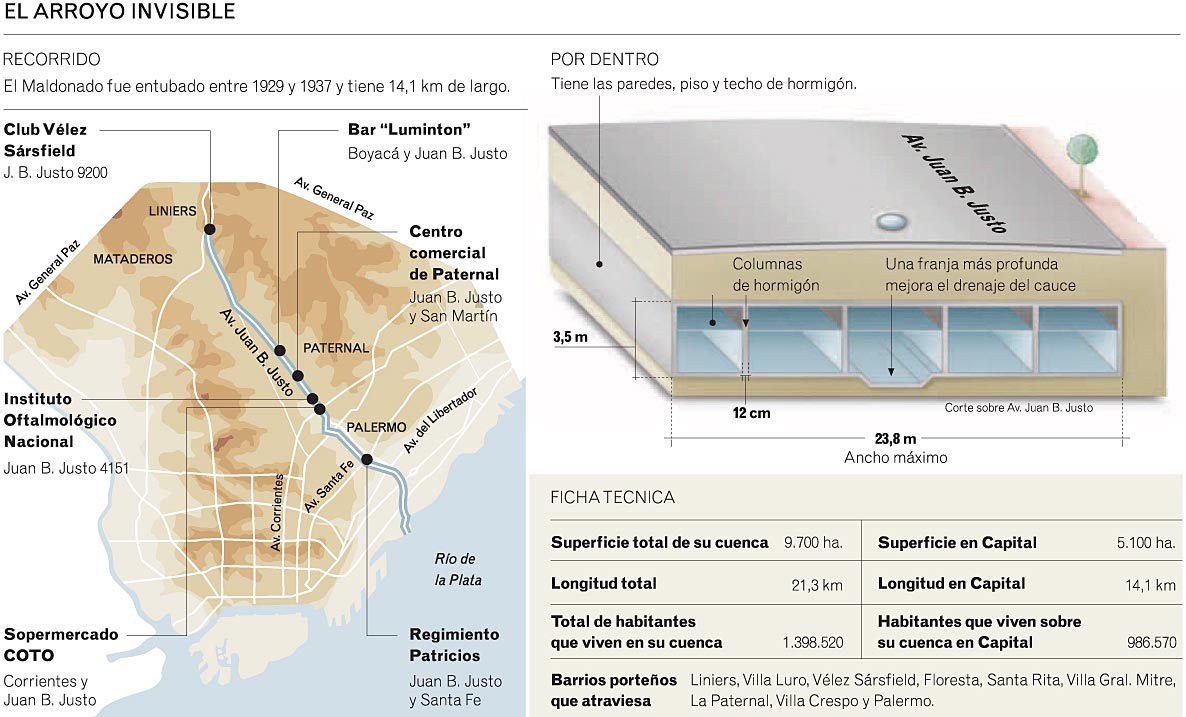 EL ARROYO INVISIBLE
RECORRIDO
El Maldonado fue entubado entre 1929 y 1937 y tiene 14,1 km de largo.
Club Vélez
Sársfield
J. B. Justo 9200
Bar “Luminton”
Boyacá y Juan B. Justo
Av. General Paz
LINIERS
MATADEROS
Av. General Paz
Centro
comercial
de Paternal
Juan B. Justo
y San Martín
Av. Juan B. Justo
PATERNAL
Instituto
Oftalmológico
Nacional
Juan B. Justo 4151
PALERMO
Av. del Libertador
Av. Santa Fe
Av. Corrientes
Río de
la Plata
Sopermercado
COTO
Corrientes y
Juan B. Justo
Regimiento
Patricios
Juan B. Justo
y Santa Fe
POR DENTRO
Tiene las paredes, piso y techo de hormigón.
Av. Juan B. Justo
Columnas
de hormigón
Una franja más profunda
mejora el drenaje del cauce
3,5 m
12 cm
Corte sobre Av. Juan B. Justo
23,8 m
Ancho máximo
FICHA TECNICA
Superficie total de su cuenca 9.700 ha.
Superficie en Capital 5.100 ha.
Longitud total 21,3 km
Longitud en Capital 14,1 km
Total de habitantes
que viven en su cuenca 1.398.520
Habitantes que viven sobre
su cuenca en Capital 986.570
Barrios porteños Liniers, Villa Luro, Vélez Sársfield, Floresta, Santa Rita, Villa Gral. Mitre,
que atraviesa La Paternal, Villa Crespo y Palermo.